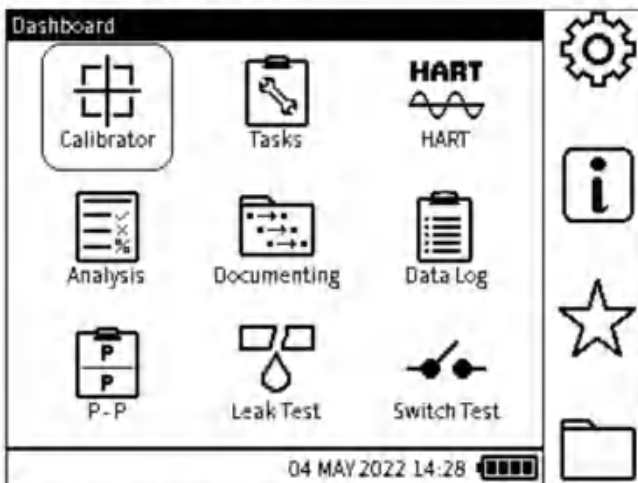 Dashboard
HART
Calibrator Tasks HART
i
✓
×
%
Analysis Documenting Data Log
P
P
P-P Leak Test Switch Test
04 MAY 2022 14:28